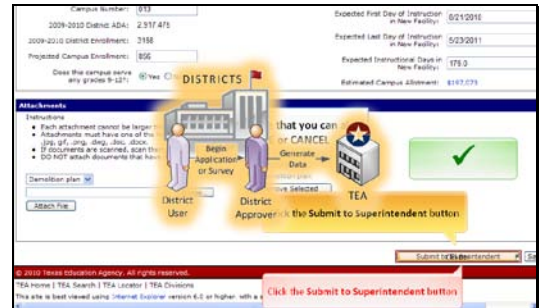 Campus Number: 013
2009-2010 District ADA: 2,917.475
2009-2010 District Enrollment: 3198
Projected Campus Enrollment: 856
Does this campus serve any grades 9-12?: Yes
Expected First Day of Instruction in New Facility: 8/21/2010
Expected Last Day of Instruction in New Facility: 5/23/2011
Expected Instructional Days in New Facility: 179.0
Estimated Campus Allotment: $197,073
Attachments
Instructions
Each attachment cannot be larger
Attachments must have one of the
.jpg, .gif, .png, .dwg, .doc, .docx.
If documents are scanned, scan
DO NOT attach documents that have
Demolition plan
Attach File
DISTRICTS
Begin Application or Survey
Generate Data
District User
District Approver
TEA
that you can
or CANCEL
Selected
Click the Submit to Superintendent button
Submit to Superintendent
© 2010 Texas Education Agency. All rights reserved.
TEA Home | TEA Search | TEA Locator | TEA Divisions
This site is best viewed using Internet Explorer version 6.0 or higher with a
Click the Submit to Superintendent button